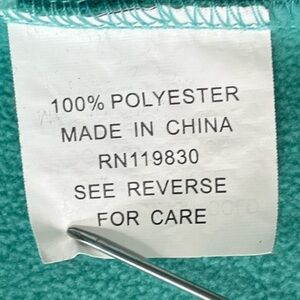 100% POLYESTER
MADE IN CHINA
RN119830
SEE REVERSE
FOR CARE